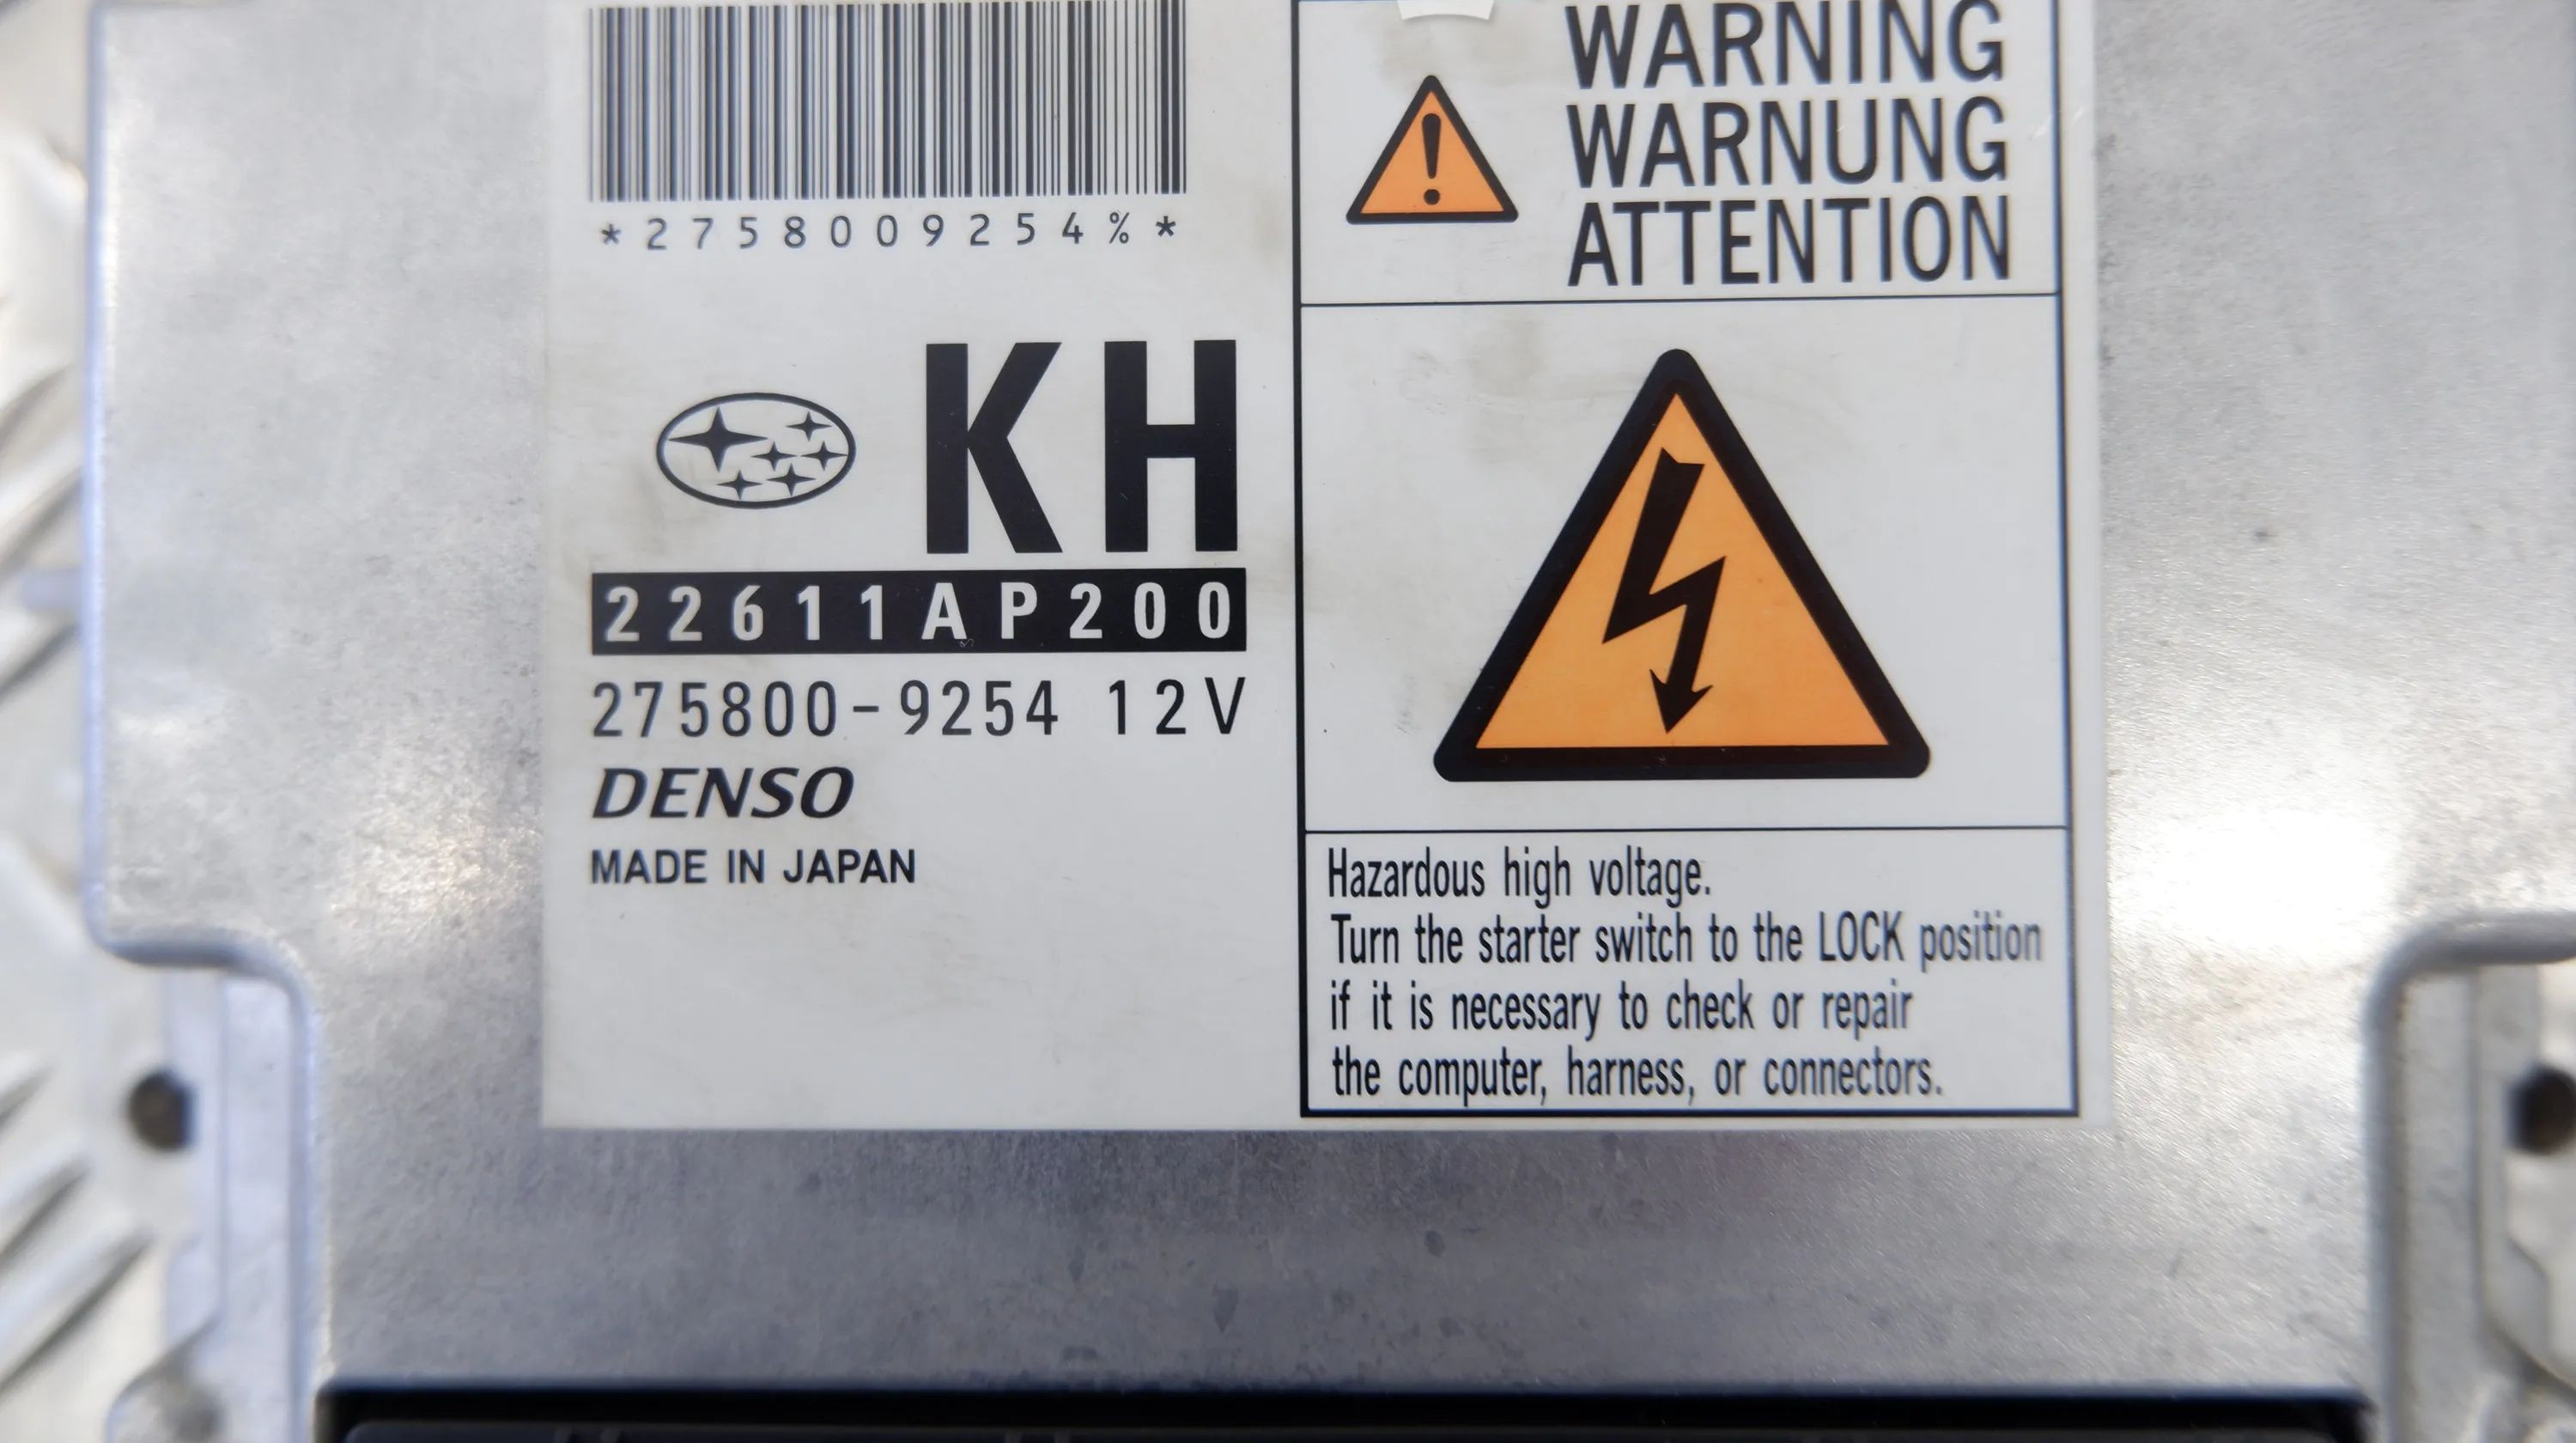 *2758009254%*
KH
22611AP200
275800-9254 12V
DENSO
MADE IN JAPAN
WARNING
WARNUNG
ATTENTION
Hazardous high voltage.
Turn the starter switch to the LOCK position
if it is necessary to check or repair
the computer, harness, or connectors.